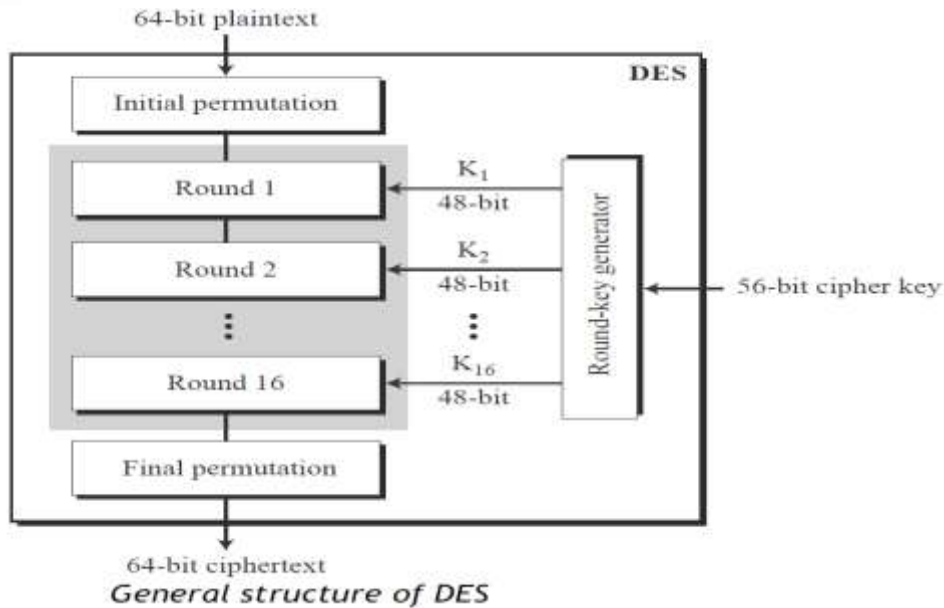 64-bit plaintext
DES
Initial permutation
Round 1
K₁
48-bit
Round 2
K₂
48-bit
Round-key generator
56-bit cipher key
Round 16
K₁₆
48-bit
Final permutation
64-bit ciphertext
General structure of DES